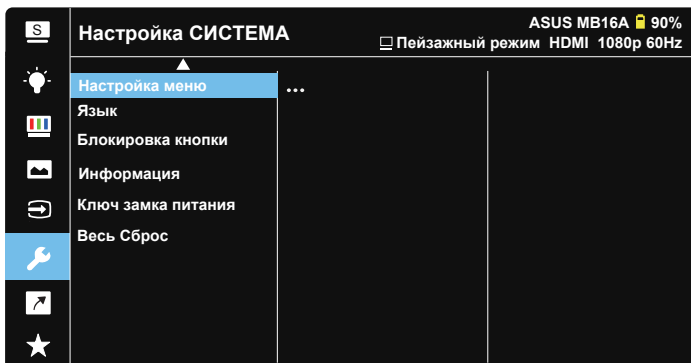 S
Настройка СИСТЕМА
ASUS MB16A 90%
Пейзажный режим HDMI 1080p 60Hz
Настройка меню ...
Язык
Блокировка кнопки
Информация
Ключ замка питания
Весь Сброс